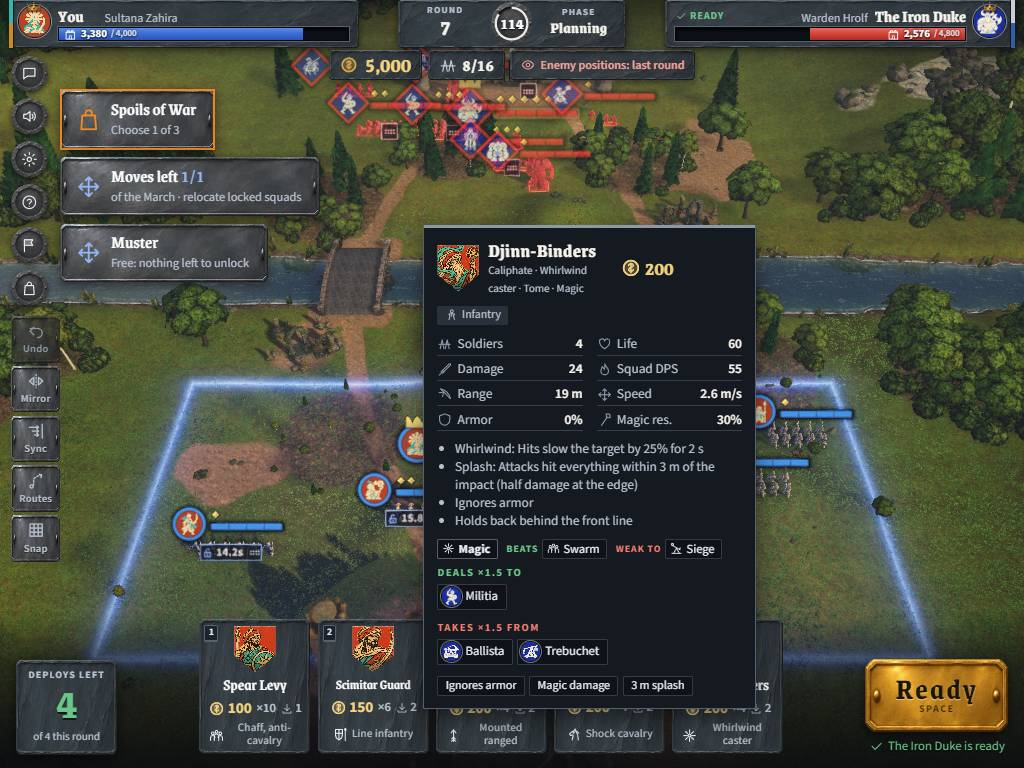 You Sultana Zahira
3,380 / 4,000
ROUND
7
114
PHASE
Planning
READY
Warden Hrolf The Iron Duke
2,576 / 4,800
5,000
8/16
Enemy positions: last round
Spoils of War
Choose 1 of 3
Moves left 1/1
of the March · relocate locked squads
Muster
Free: nothing left to unlock
Undo
Mirror
Sync
Routes
Snap
14.2s
15.8
Djinn-Binders
Caliphate · Whirlwind
caster · Tome · Magic
200
Infantry
Soldiers 4
Life 60
Damage 24
Squad DPS 55
Range 19 m
Speed 2.6 m/s
Armor 0%
Magic res. 30%
• Whirlwind: Hits slow the target by 25% for 2 s
• Splash: Attacks hit everything within 3 m of the
impact (half damage at the edge)
• Ignores armor
• Holds back behind the front line
Magic BEATS Swarm WEAK TO Siege
DEALS ×1.5 TO
Militia
TAKES ×1.5 FROM
Ballista Trebuchet
Ignores armor Magic damage 3 m splash
DEPLOYS LEFT
4
of 4 this round
1
Spear Levy
100 ×10 1
Chaff, anti-
cavalry
2
Scimitar Guard
150 ×6 2
Line infantry
Mounted
ranged
Shock cavalry
Whirlwind
caster
Ready
SPACE
The Iron Duke is ready